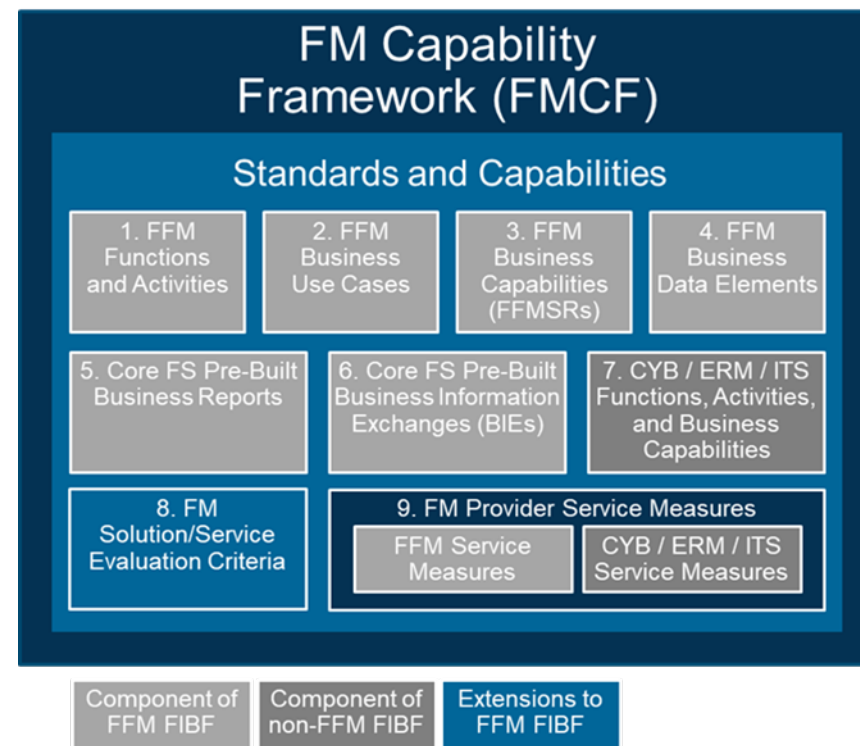 FM Capability
Framework (FMCF)
Standards and Capabilities
1. FFM
Functions
and Activities
2. FFM
Business
Use Cases
3. FFM
Business
Capabilities
(FFMSRs)
4. FFM
Business
Data Elements
5. Core FS Pre-Built
Business Reports
6. Core FS Pre-Built
Business Information
Exchanges (BIEs)
7. CYB / ERM / ITS
Functions, Activities,
and Business
Capabilities
8. FM
Solution/Service
Evaluation Criteria
9. FM Provider Service Measures
FFM Service
Measures
CYB / ERM / ITS
Service Measures
Component of
FFM FIBF
Component of
non-FFM FIBF
Extensions to
FFM FIBF